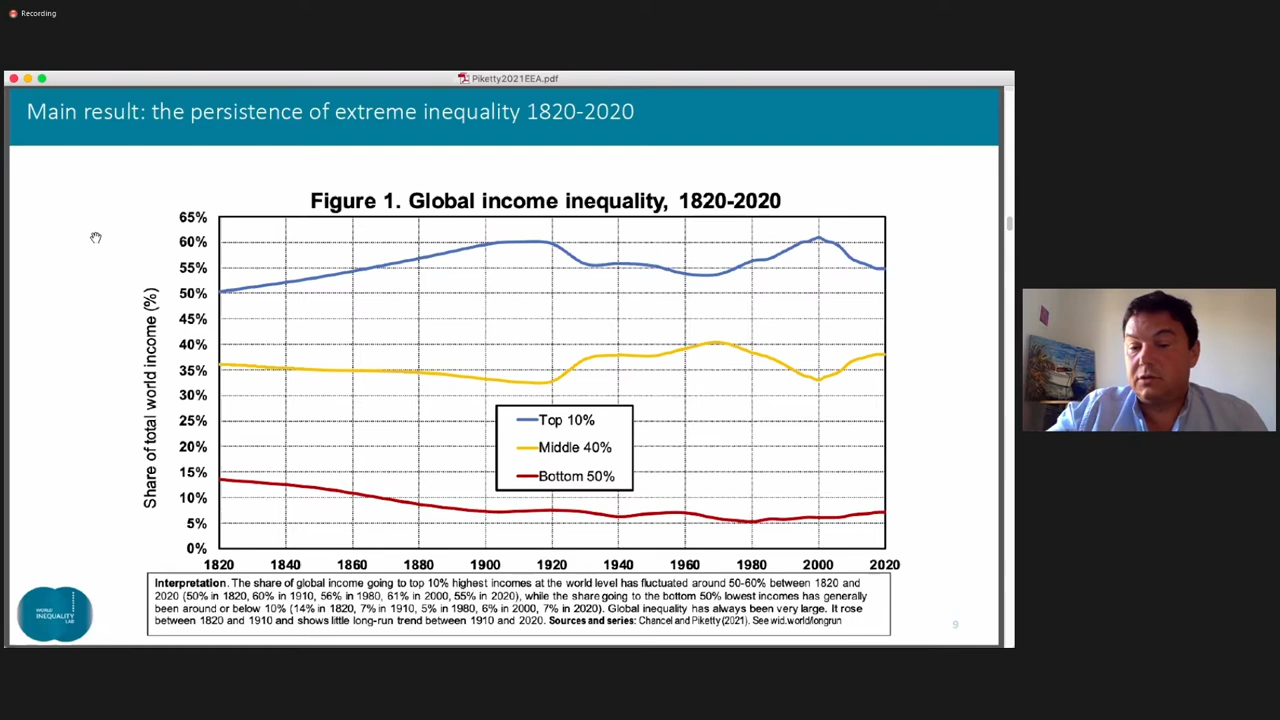 Recording
Piketty2021EEA.pdf
Main result: the persistence of extreme inequality 1820-2020
Figure 1. Global income inequality, 1820-2020
Share of total world income (%)
65%
60%
55%
50%
45%
40%
35%
30%
25%
20%
15%
10%
5%
0%
Top 10%
Middle 40%
Bottom 50%
1820 1840 1860 1880 1900 1920 1940 1960 1980 2000 2020
Interpretation. The share of global income going to top 10% highest incomes at the world level has fluctuated around 50-60% between 1820 and
2020 (50% in 1820, 60% in 1910, 56% in 1980, 61% in 2000, 55% in 2020), while the share going to the bottom 50% lowest incomes has generally
been around or below 10% (14% in 1820, 7% in 1910, 5% in 1980, 6% in 2000, 7% in 2020). Global inequality has always been very large. It rose
between 1820 and 1910 and shows little long-run trend between 1910 and 2020. Sources and series: Chancel and Piketty (2021). See wid.world/longrun
WORLD
INEQUALITY
LAB
9